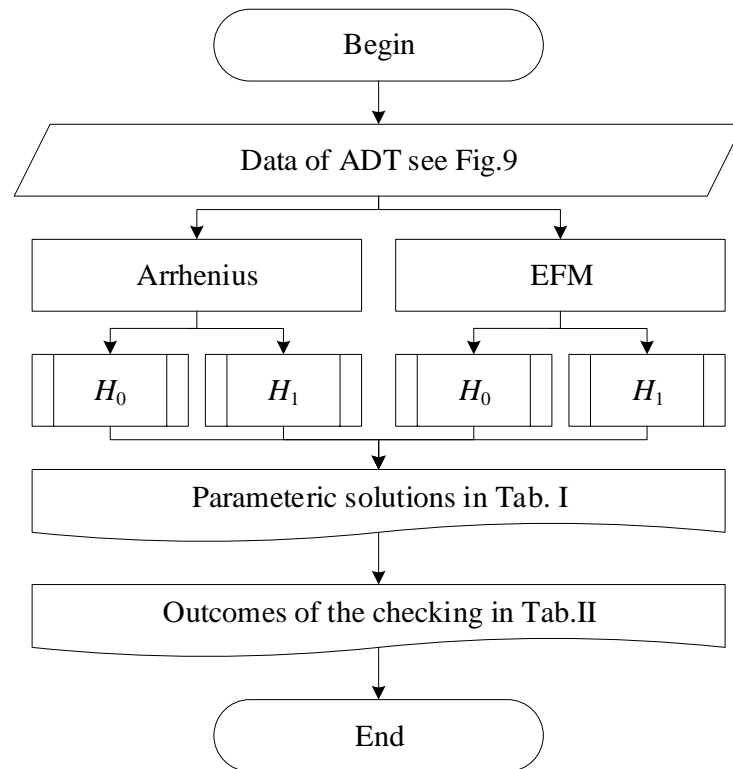 Begin
Data of ADT see Fig.9
Arrhenius
EFM
H0
H1
H0
H1
Parameteric solutions in Tab. I
Outcomes of the checking in Tab.II
End